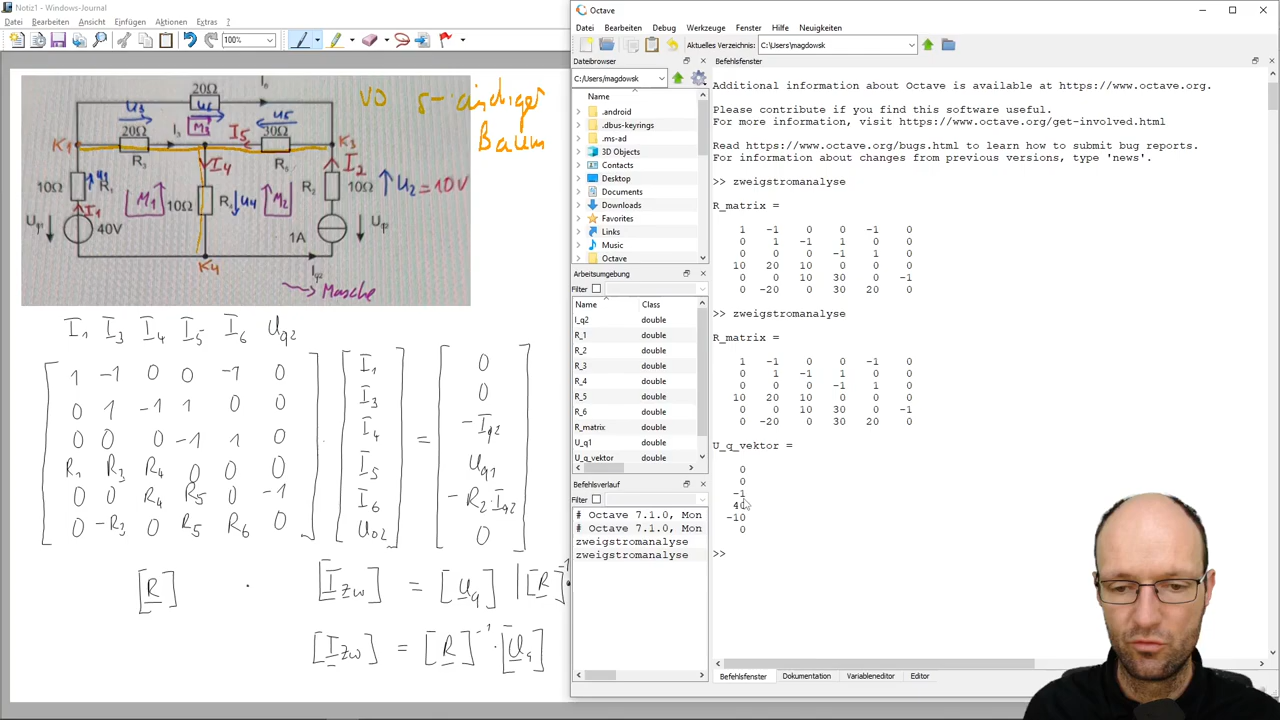 Notiz1 - Windows-Journal
Datei Bearbeiten Ansicht Einfügen Aktionen Extras ?
100%
20Ω
I6
U3
U6
U5
VO 5-armiger
Baum
M3
K1
20Ω
I3
I5
30Ω
K3
R3
I4
R5
I2
10Ω
U1
R1
R4
U4
R2
10Ω
U2 = 10V
M1
10Ω
M2
I1
Uq1
40V
1A
K4
Iq2
Masche
I1 I3 I4 I5 I6 Uq2
1 -1 0 0 -1 0 I1 0
0 1 -1 1 0 0 I3 0
0 0 0 -1 1 0 I4 -Iq2
R1 R3 R4 0 0 0 · I5 = Uq1
0 0 R4 R5 0 -1 I6 -R2·Iq2
0 -R3 0 R5 R6 0 Uq2 0
[R] · [Izw] = [Uq] | [R]⁻¹·
[Izw] = [R]⁻¹ · [Uq]
Octave
Datei Bearbeiten Debug Werkzeuge Fenster Hilfe Neuigkeiten
Aktuelles Verzeichnis: C:/Users/magdowsk
Dateibrowser
C:/Users/magdowsk
Name
.android
.dbus-keyrings
.ms-ad
3D Objects
Contacts
Desktop
Documents
Downloads
Favorites
Links
Music
Octave
Arbeitsumgebung
Filter
Name Class
I_q2 double
R_1 double
R_2 double
R_3 double
R_4 double
R_5 double
R_6 double
R_matrix double
U_q1 double
U_q_vektor double
Befehlsverlauf
Filter
# Octave 7.1.0, Mon
# Octave 7.1.0, Mon
zweigstromanalyse
zweigstromanalyse
Befehlsfenster
Additional information about Octave is available at https://www.octave.org.
Please contribute if you find this software useful.
For more information, visit https://www.octave.org/get-involved.html
Read https://www.octave.org/bugs.html to learn how to submit bug reports.
For information about changes from previous versions, type 'news'.
>> zweigstromanalyse
R_matrix =
1 -1 0 0 -1 0
0 1 -1 1 0 0
0 0 0 -1 1 0
10 20 10 0 0 0
0 0 10 30 0 -1
0 -20 0 30 20 0
>> zweigstromanalyse
R_matrix =
1 -1 0 0 -1 0
0 1 -1 1 0 0
0 0 0 -1 1 0
10 20 10 0 0 0
0 0 10 30 0 -1
0 -20 0 30 20 0
U_q_vektor =
0
0
-1
40
-10
0
>>
Befehlsfenster Dokumentation Variableneditor Editor